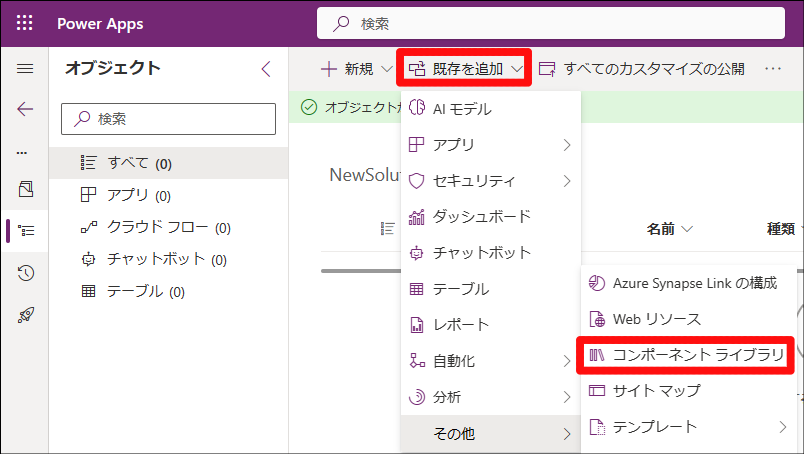 Power Apps
検索
オブジェクト
検索
すべて (0)
アプリ (0)
クラウド フロー (0)
チャットボット (0)
テーブル (0)
新規
既存を追加
すべてのカスタマイズの公開
オブジェクトが
NewSolut
名前
種類
AI モデル
アプリ
セキュリティ
ダッシュボード
チャットボット
テーブル
レポート
自動化
分析
その他
Azure Synapse Link の構成
Web リソース
コンポーネント ライブラリ
サイト マップ
テンプレート